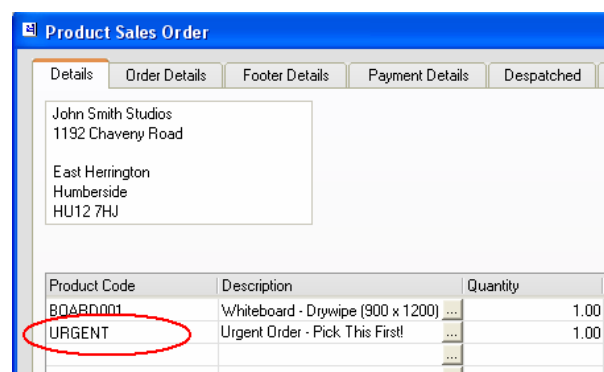 Product Sales Order
Details Order Details Footer Details Payment Details Despatched
John Smith Studios
1192 Chaveny Road
East Herrington
Humberside
HU12 7HJ
Product Code Description Quantity
BOARD001 Whiteboard - Drywipe (900 x 1200) ... 1.00
URGENT Urgent Order - Pick This First! ... 1.00
...